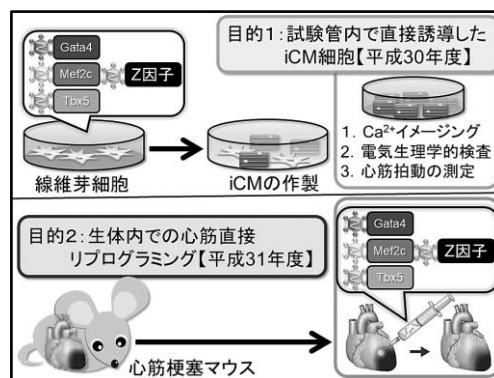 Gata4
Mef2c
Z因子
Tbx5
線維芽細胞
iCMの作製
目的1:試験管内で直接誘導した
iCM細胞【平成30年度】
1. Ca²⁺イメージング
2. 電気生理学的検査
3. 心筋拍動の測定
目的2:生体内での心筋直接
リプログラミング【平成31年度】
心筋梗塞マウス
Gata4
Mef2c
Z因子
Tbx5